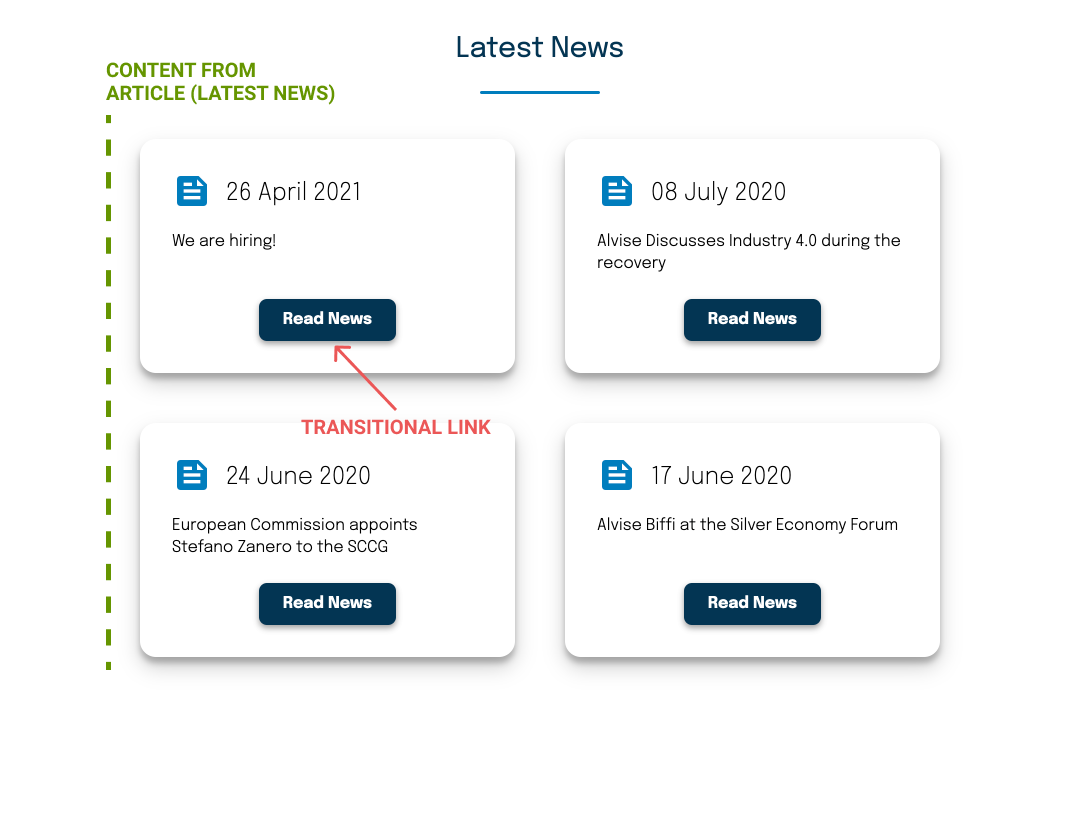 Latest News
CONTENT FROM
ARTICLE (LATEST NEWS)
26 April 2021
We are hiring!
Read News
08 July 2020
Alvise Discusses Industry 4.0 during the
recovery
Read News
TRANSITIONAL LINK
24 June 2020
European Commission appoints
Stefano Zanero to the SCCG
Read News
17 June 2020
Alvise Biffi at the Silver Economy Forum
Read News